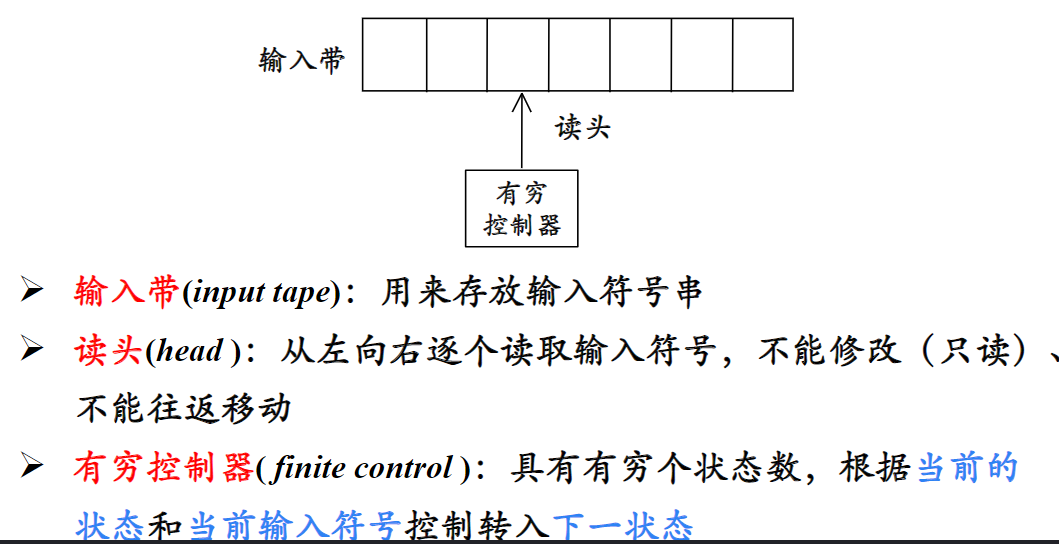 输入带
读头
有穷
控制器
➢ 输入带(input tape)：用来存放输入符号串
➢ 读头(head )：从左向右逐个读取输入符号，不能修改（只读）、
不能往返移动
➢ 有穷控制器( finite control )：具有有穷个状态数，根据当前的
状态和当前输入符号控制转入下一状态